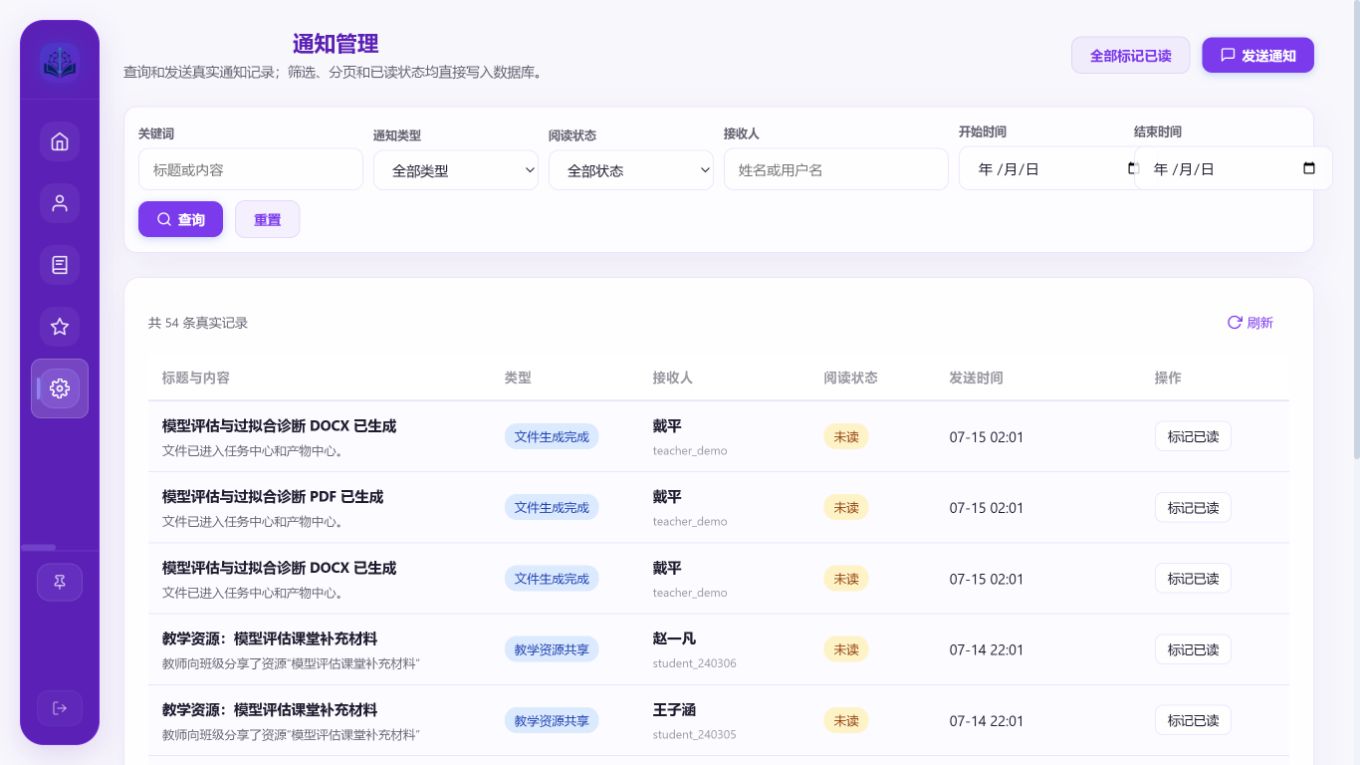 通知管理
查询和发送真实通知记录；筛选、分页和已读状态均直接写入数据库。
全部标记已读
发送通知
关键词 通知类型 阅读状态 接收人 开始时间 结束时间
标题或内容 全部类型 全部状态 姓名或用户名 年 /月/日 年 /月/日
查询 重置
共 54 条真实记录
刷新
标题与内容 类型 接收人 阅读状态 发送时间 操作
模型评估与过拟合诊断 DOCX 已生成 文件生成完成 戴平 未读 07-15 02:01 标记已读
文件已进入任务中心和产物中心。 teacher_demo
模型评估与过拟合诊断 PDF 已生成 文件生成完成 戴平 未读 07-15 02:01 标记已读
文件已进入任务中心和产物中心。 teacher_demo
模型评估与过拟合诊断 DOCX 已生成 文件生成完成 戴平 未读 07-15 02:01 标记已读
文件已进入任务中心和产物中心。 teacher_demo
教学资源：模型评估课堂补充材料 教学资源共享 赵一凡 未读 07-14 22:01 标记已读
教师向班级分享了资源“模型评估课堂补充材料” student_240306
教学资源：模型评估课堂补充材料 教学资源共享 王子涵 未读 07-14 22:01 标记已读
教师向班级分享了资源“模型评估课堂补充材料” student_240305